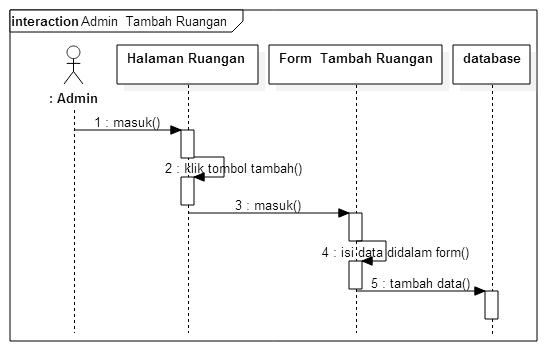 interaction Admin Tambah Ruangan
Halaman Ruangan
Form Tambah Ruangan
database
: Admin
1 : masuk()
2 : klik tombol tambah()
3 : masuk()
4 : isi data didalam form()
5 : tambah data()